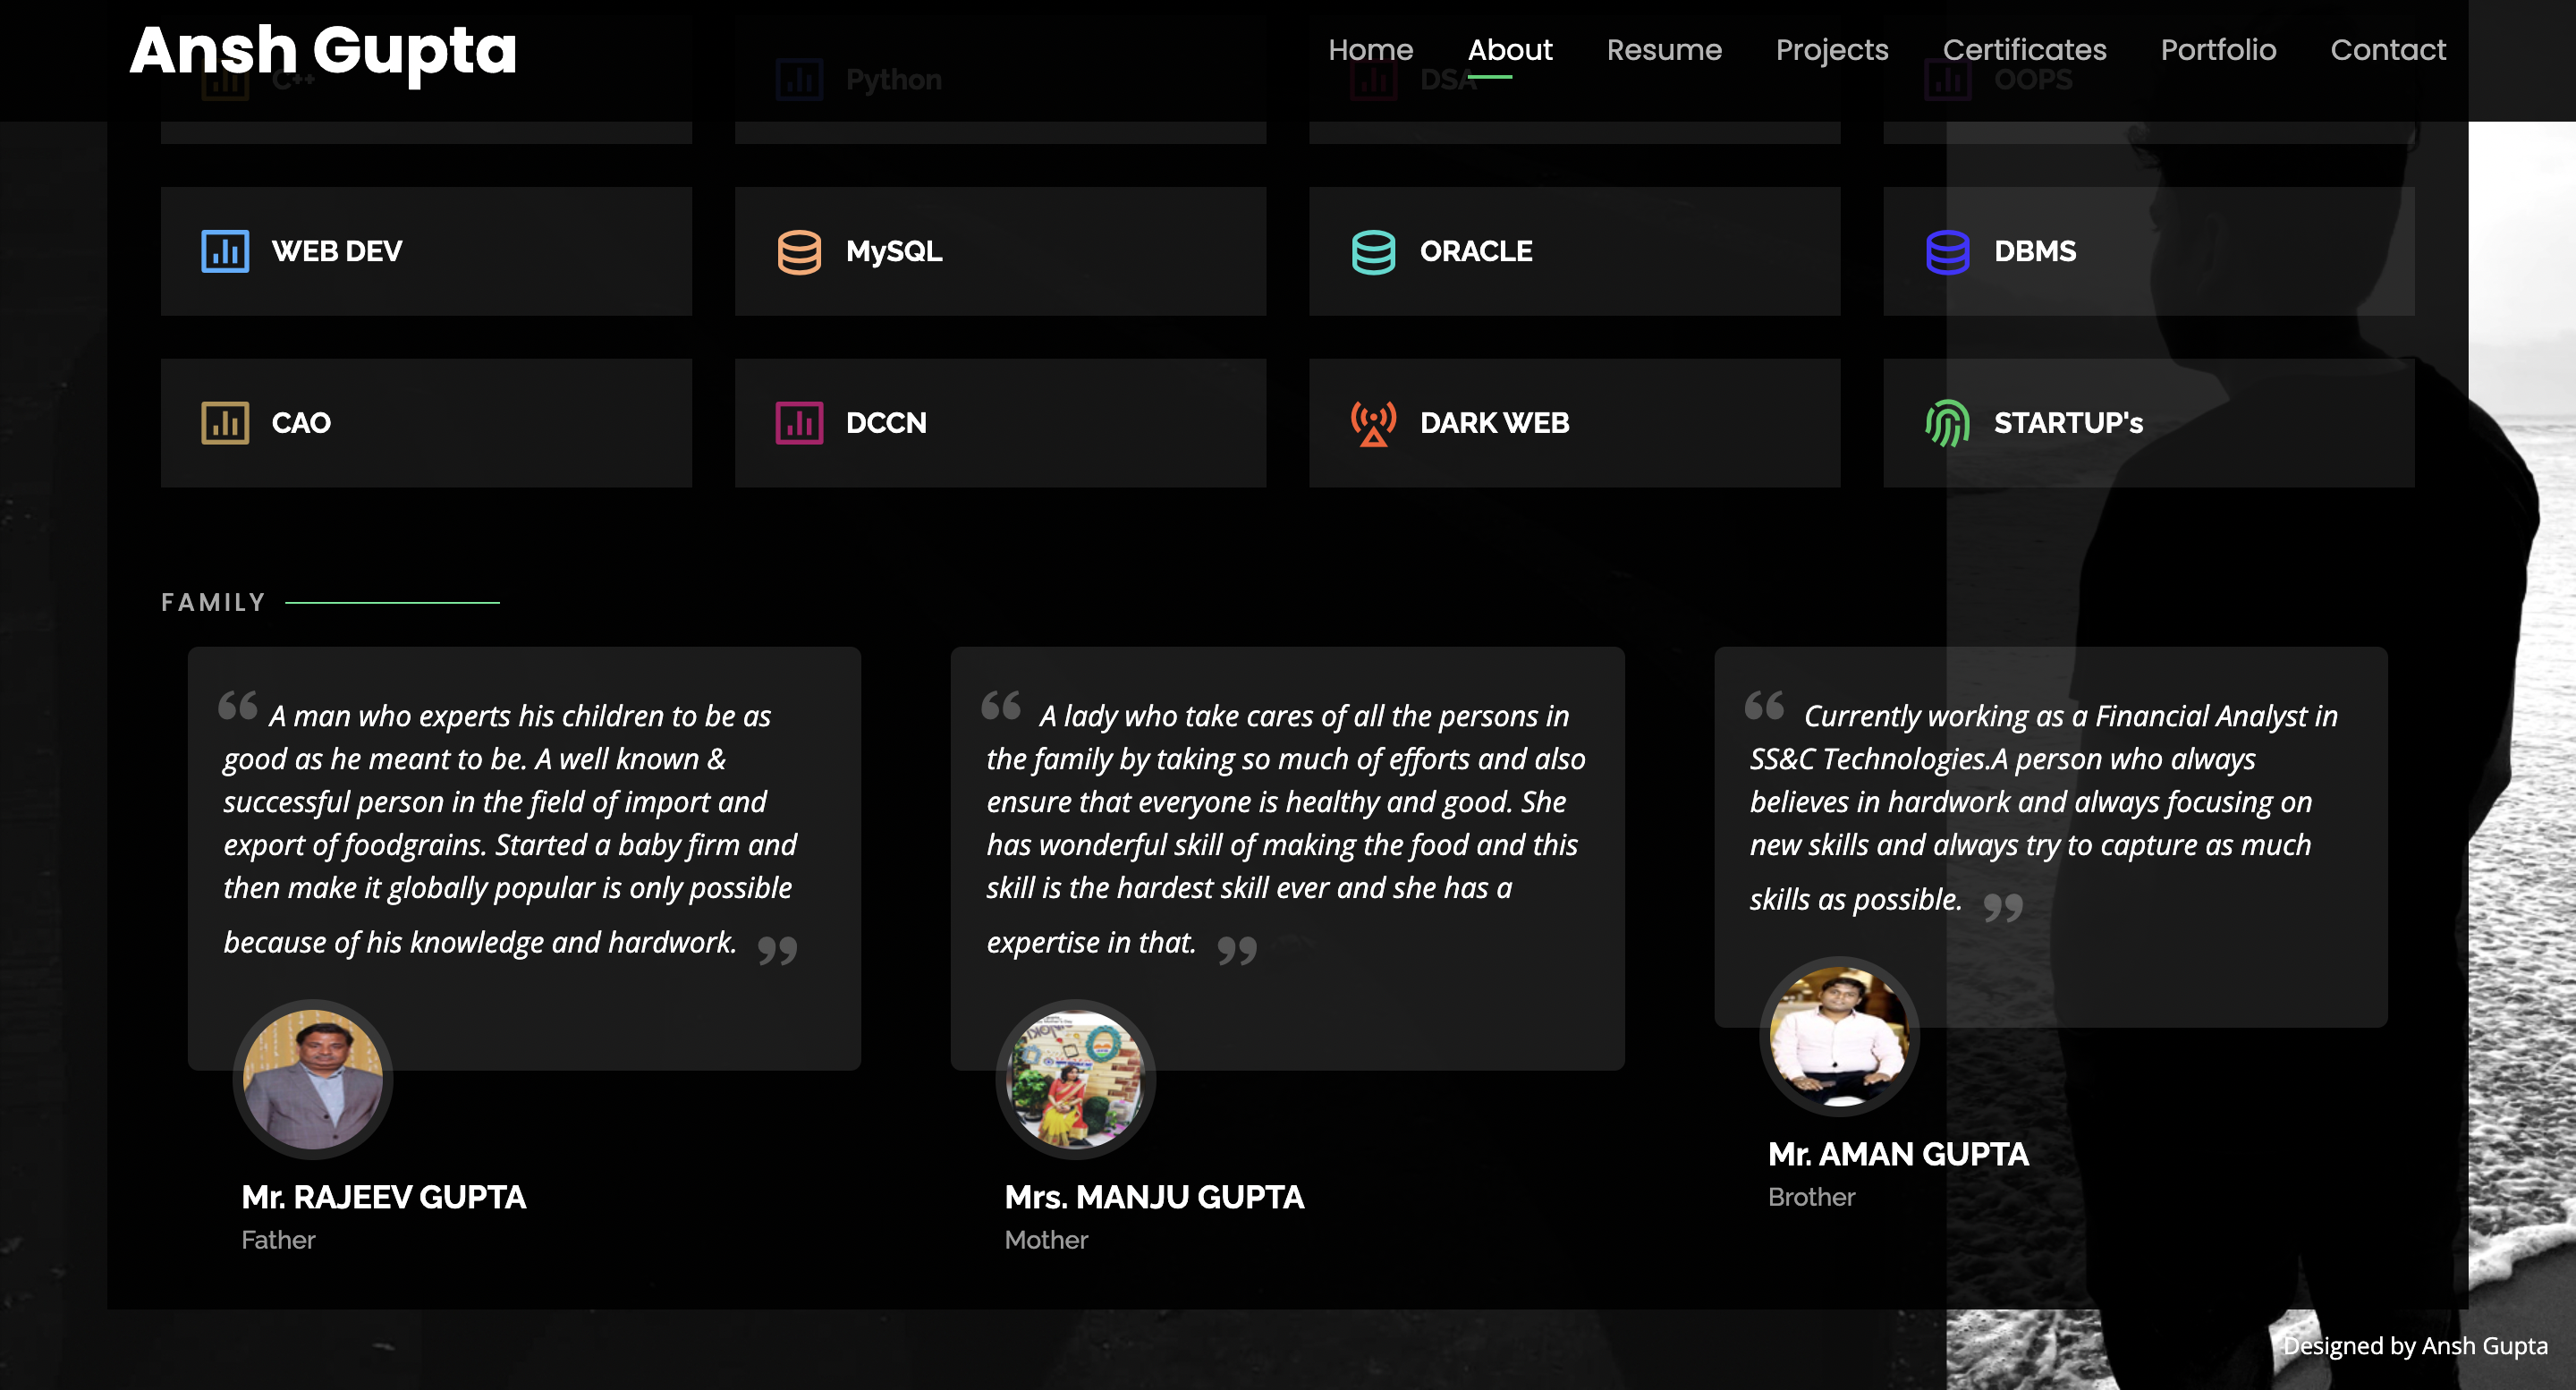 Ansh Gupta
Home About Resume Projects Certificates Portfolio Contact
C++ Python DSA OOPS
WEB DEV MySQL ORACLE DBMS
CAO DCCN DARK WEB STARTUP's
FAMILY
“ A man who experts his children to be as
good as he meant to be. A well known &
successful person in the field of import and
export of foodgrains. Started a baby firm and
then make it globally popular is only possible
because of his knowledge and hardwork. ”
Mr. RAJEEV GUPTA
Father
“ A lady who take cares of all the persons in
the family by taking so much of efforts and also
ensure that everyone is healthy and good. She
has wonderful skill of making the food and this
skill is the hardest skill ever and she has a
expertise in that. ”
Mrs. MANJU GUPTA
Mother
“ Currently working as a Financial Analyst in
SS&C Technologies.A person who always
believes in hardwork and always focusing on
new skills and always try to capture as much
skills as possible. ”
Mr. AMAN GUPTA
Brother
Designed by Ansh Gupta